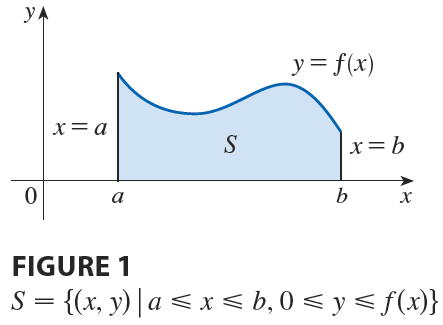 y
y = f(x)
x = a
S
x = b
0
a
b
x
FIGURE 1
S = {(x, y) | a ⩽ x ⩽ b, 0 ⩽ y ⩽ f(x)}